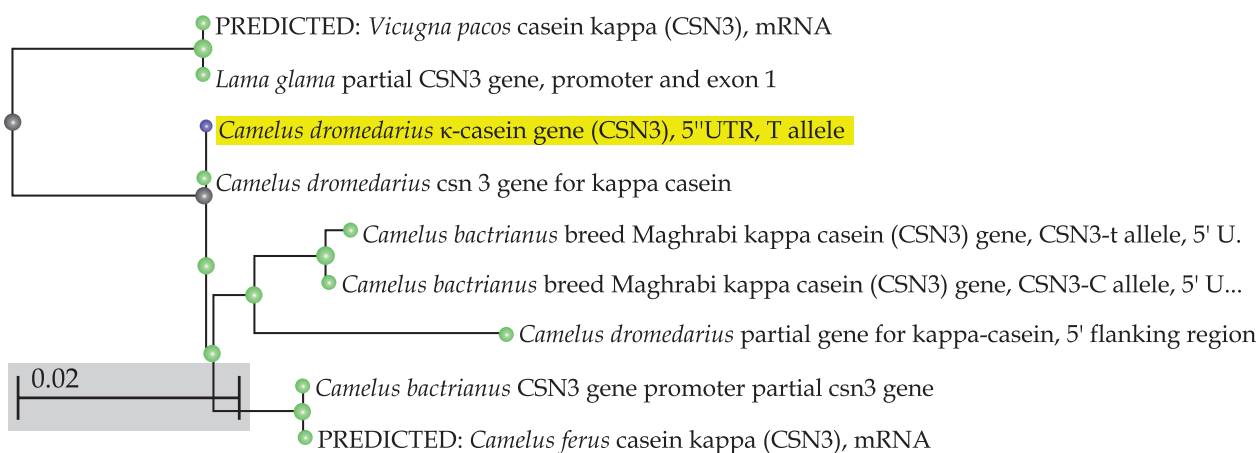 PREDICTED: Vicugna pacos casein kappa (CSN3), mRNA
Lama glama partial CSN3 gene, promoter and exon 1
Camelus dromedarius κ-casein gene (CSN3), 5"UTR, T allele
Camelus dromedarius csn 3 gene for kappa casein
Camelus bactrianus breed Maghrabi kappa casein (CSN3) gene, CSN3-t allele, 5' U.
Camelus bactrianus breed Maghrabi kappa casein (CSN3) gene, CSN3-C allele, 5' U...
Camelus dromedarius partial gene for kappa-casein, 5' flanking region
0.02
Camelus bactrianus CSN3 gene promoter partial csn3 gene
PREDICTED: Camelus ferus casein kappa (CSN3), mRNA